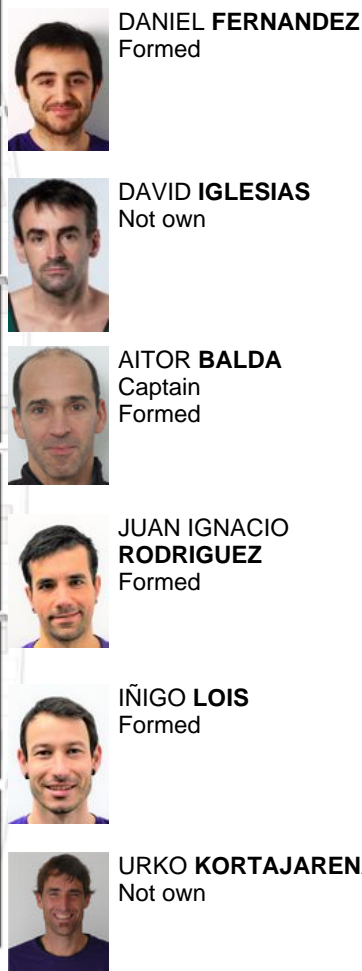 DANIEL FERNANDEZ
Formed
DAVID IGLESIAS
Not own
AITOR BALDA
Captain
Formed
JUAN IGNACIO
RODRIGUEZ
Formed
IÑIGO LOIS
Formed
URKO
Not own